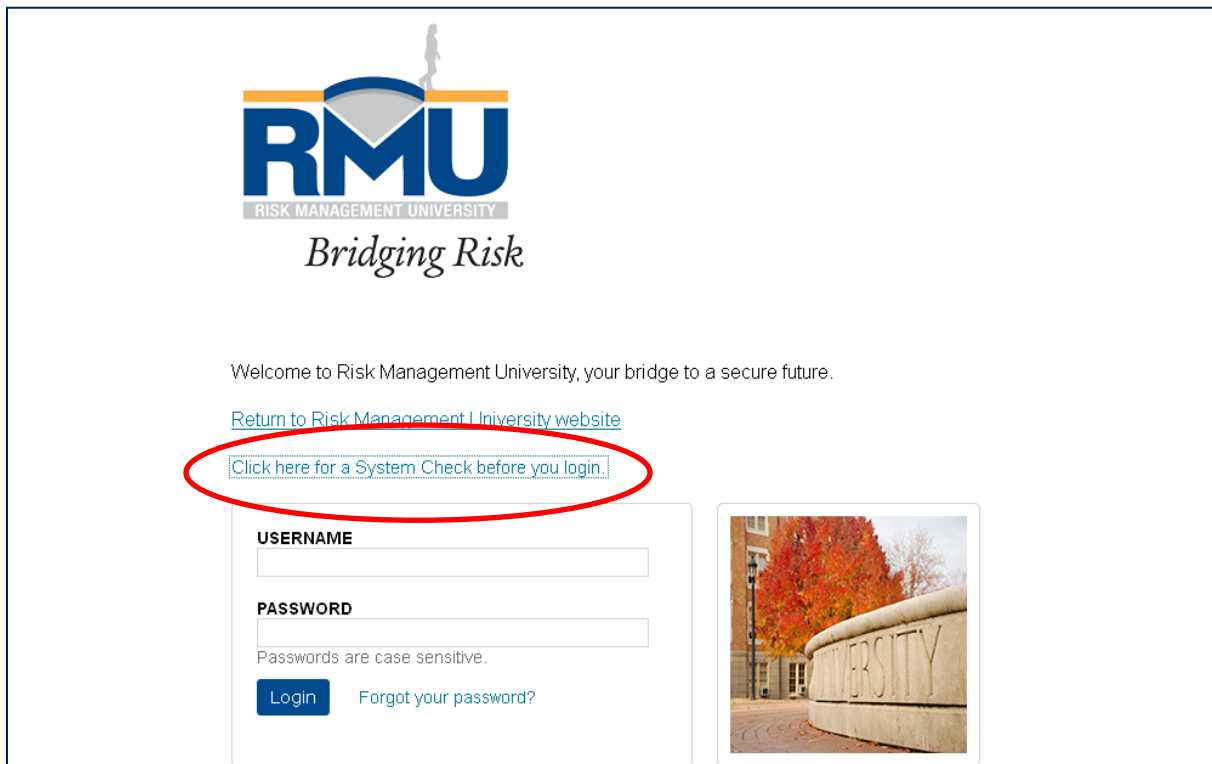 RMU
RISK MANAGEMENT UNIVERSITY
Bridging Risk
Welcome to Risk Management University, your bridge to a secure future.
Return to Risk Management University website
Click here for a System Check before you login.
USERNAME
PASSWORD
Passwords are case sensitive.
Login Forgot your password?
UNIVERSITY